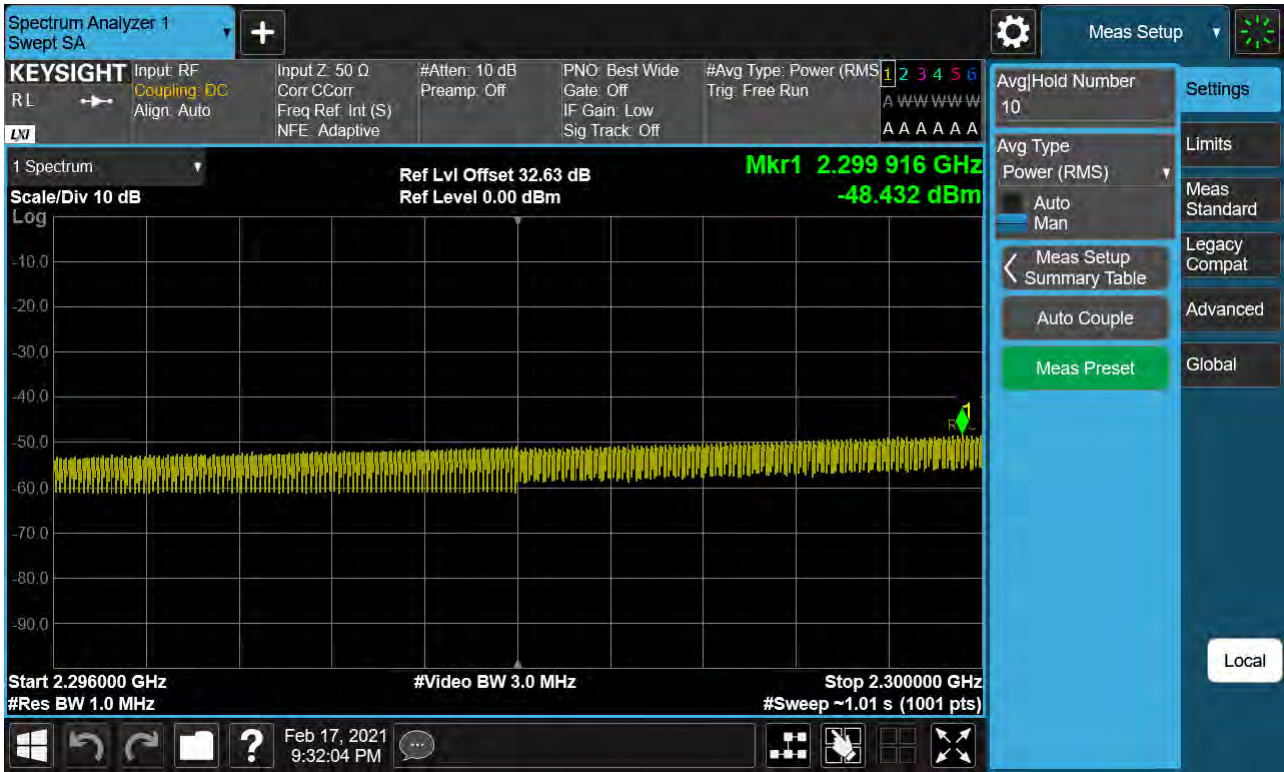 Spectrum Analyzer 1
Swept SA
+
Meas Setup
KEYSIGHT
RL
LXI
Input: RF
Coupling: DC
Align: Auto
Input Z: 50 Ω
Corr CCorr
Freq Ref: Int (S)
NFE: Adaptive
#Atten: 10 dB
Preamp: Off
PNO: Best Wide
Gate: Off
IF Gain: Low
Sig Track: Off
#Avg Type: Power (RMS
Trig: Free Run
1 2 3 4 5 6
A W W W W W
A A A A A A
1 Spectrum
Scale/Div 10 dB
Log
Ref Lvl Offset 32.63 dB
Ref Level 0.00 dBm
Mkr1 2.299 916 GHz
-48.432 dBm
-10.0
-20.0
-30.0
-40.0
-50.0
-60.0
-70.0
-80.0
-90.0
1
Start 2.296000 GHz
#Res BW 1.0 MHz
#Video BW 3.0 MHz
Stop 2.300000 GHz
#Sweep ~1.01 s (1001 pts)
Avg|Hold Number
10
Avg Type
Power (RMS)
Auto
Man
Meas Setup
Summary Table
Auto Couple
Meas Preset
Settings
Limits
Meas
Standard
Legacy
Compat
Advanced
Global
Local
?
Feb 17, 2021
9:32:04 PM